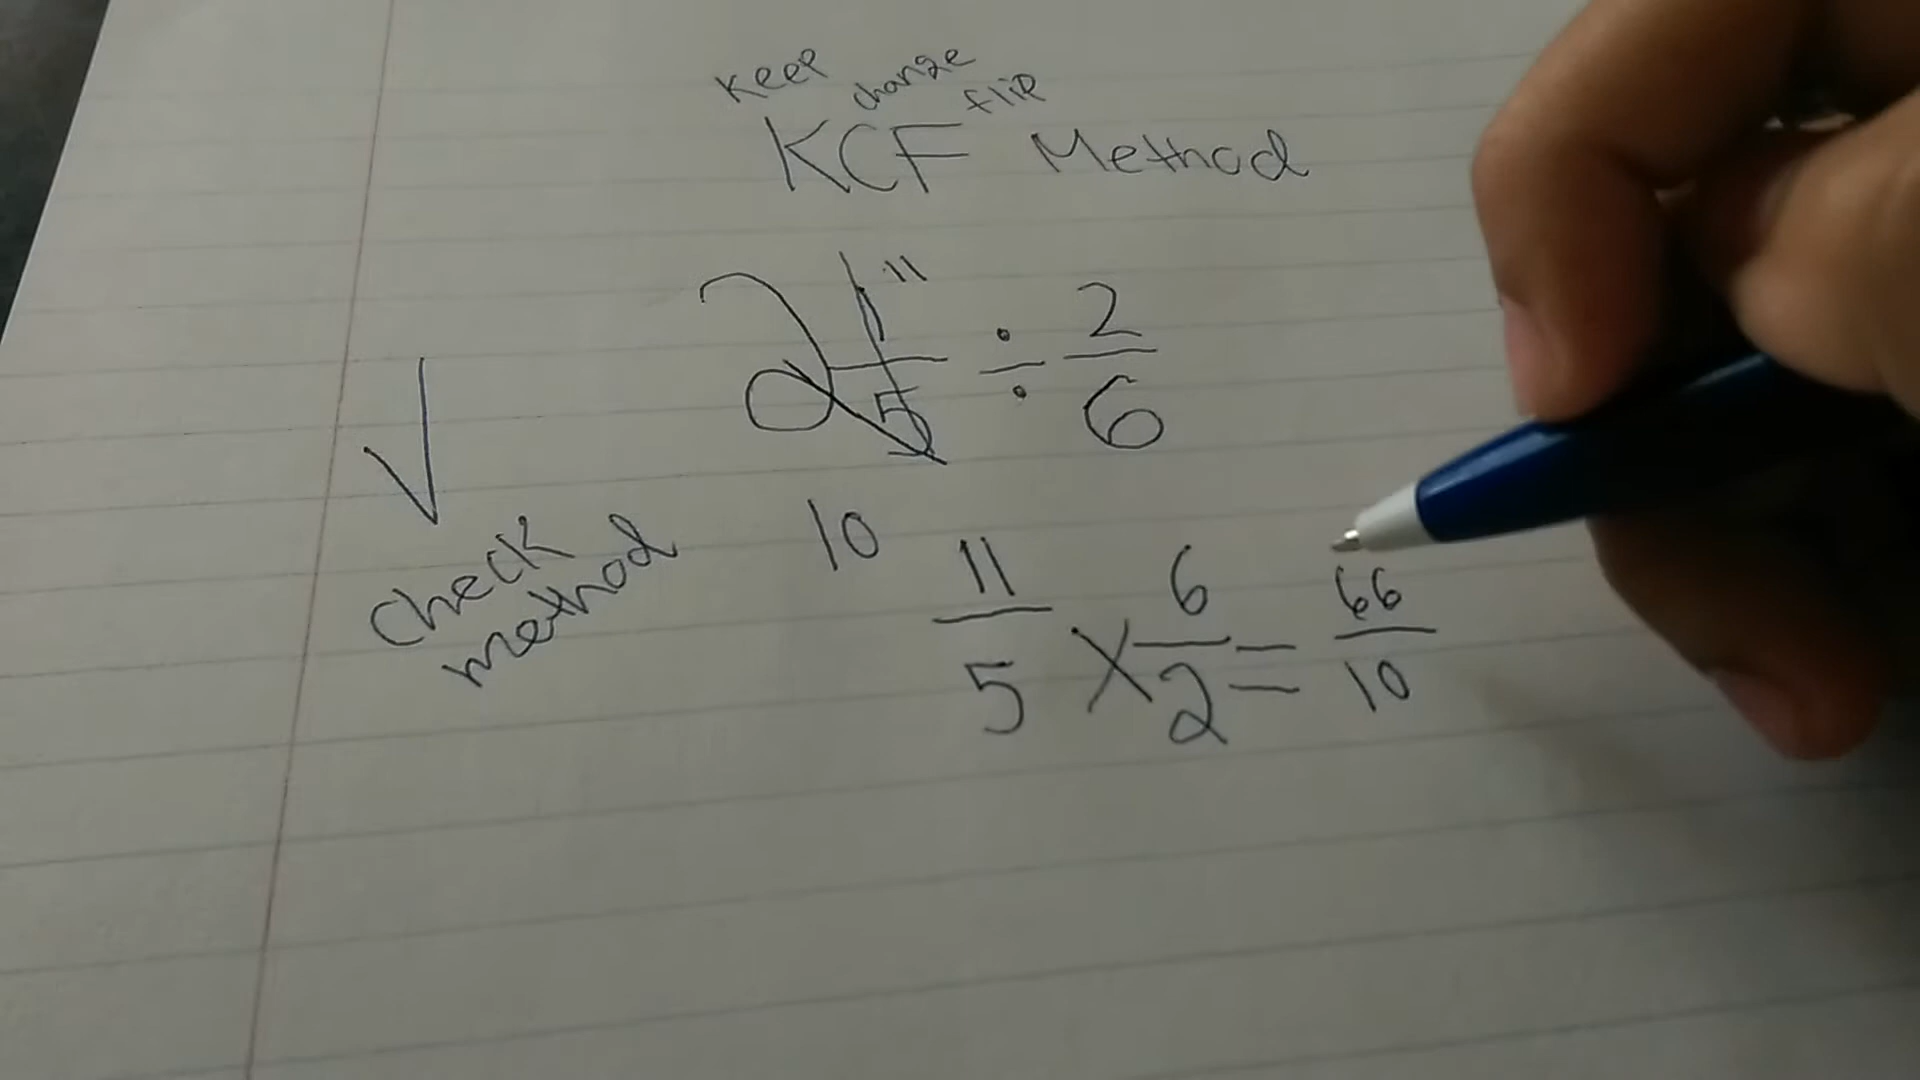 Keep change flip
KCF Method
2 1/5 11 ÷ 2/6
√
check
method
10
11/5 × 6/2 = 66/10